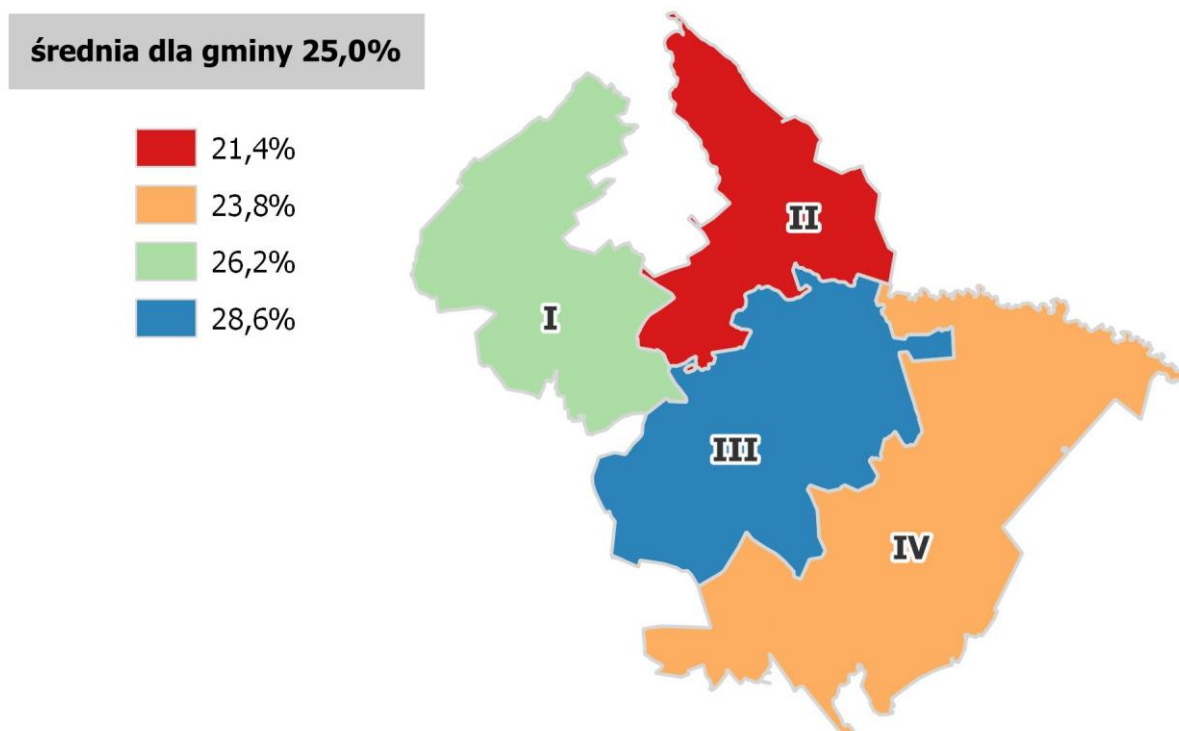 średnia dla gminy 25,0%
21,4%
23,8%
26,2%
28,6%
II
I
III
IV